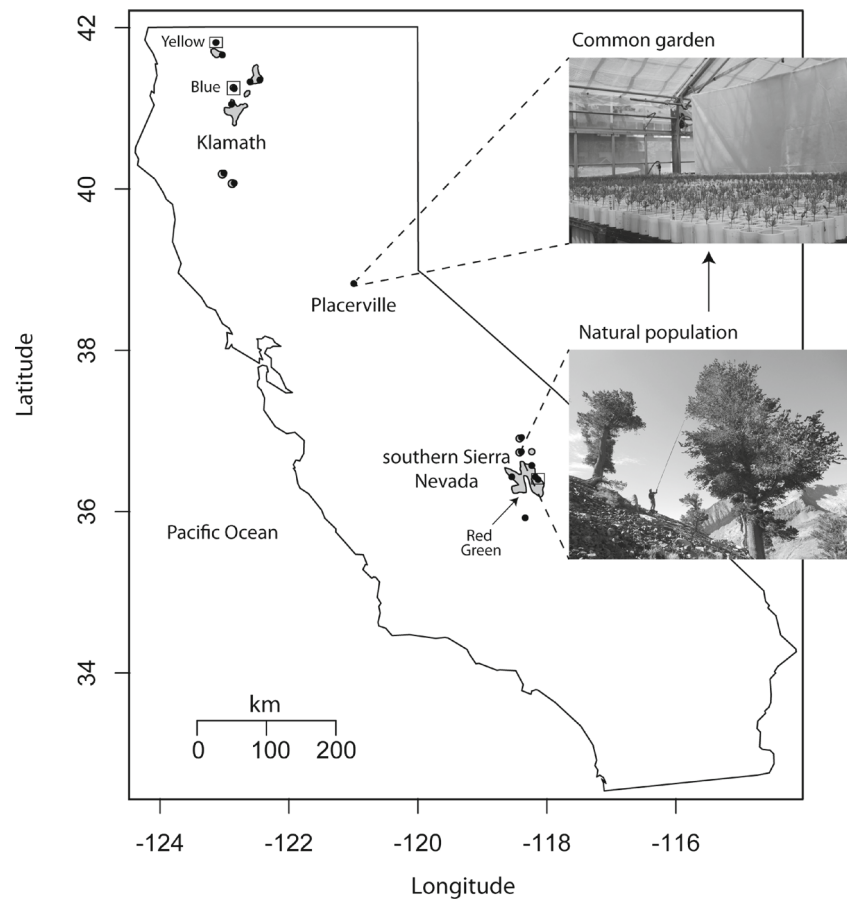 42
40
38
36
34
Latitude
Yellow
Blue
Klamath
Placerville
southern Sierra
Nevada
Red
Green
Pacific Ocean
Common garden
Natural population
km
0 100 200
-124 -122 -120 -118 -116
Longitude